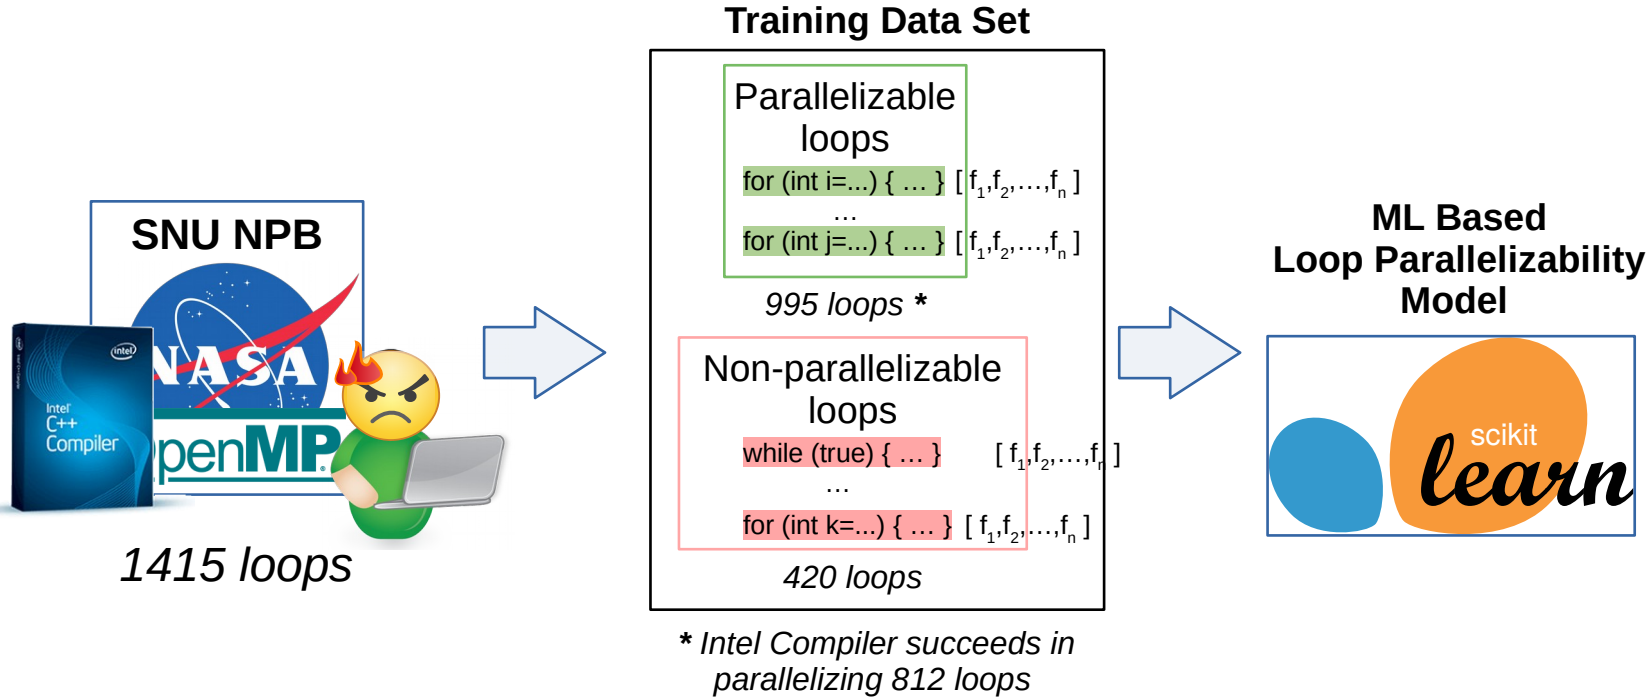 Training Data Set
Parallelizable
loops
for (int i=...) { … } [ f1,f2,…,fn ]
…
for (int j=...) { … } [ f1,f2,…,fn ]
995 loops *
Non-parallelizable
loops
while (true) { … } [ f1,f2,…,fn ]
…
for (int k=...) { … } [ f1,f2,…,fn ]
420 loops
* Intel Compiler succeeds in
parallelizing 812 loops
SNU NPB
NASA
OpenMP
intel
Intel
C++
Compiler
1415 loops
ML Based
Loop Parallelizability
Model
scikit
learn